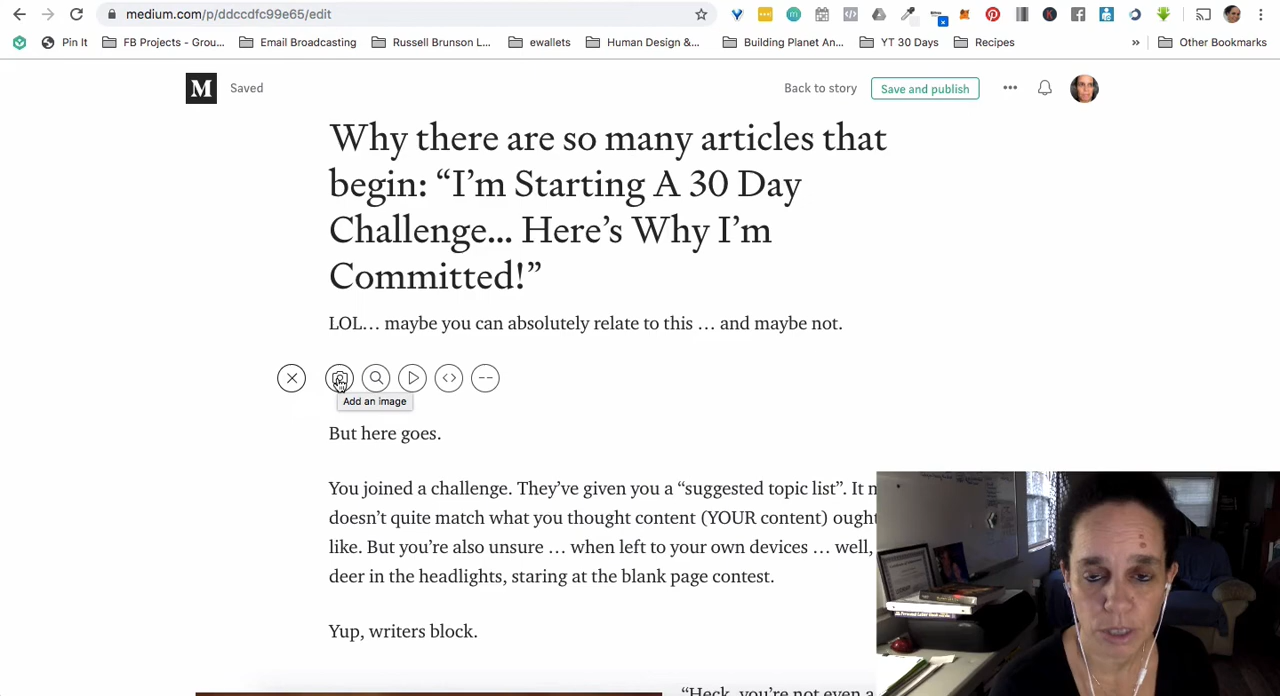 medium.com/p/ddccdfc99e65/edit
Pin It FB Projects - Grou... Email Broadcasting Russell Brunson L... ewallets Human Design &... Building Planet An... YT 30 Days Recipes » Other Bookmarks
M Saved Back to story Save and publish
Why there are so many articles that
begin: “I’m Starting A 30 Day
Challenge... Here’s Why I’m
Committed!”
LOL… maybe you can absolutely relate to this … and maybe not.
Add an image
But here goes.
You joined a challenge. They’ve given you a “suggested topic list”. It
doesn’t quite match what you thought content (YOUR content) ought
like. But you’re also unsure … when left to your own devices … well,
deer in the headlights, staring at the blank page contest.
Yup, writers block.
“Heck, you’re not even a